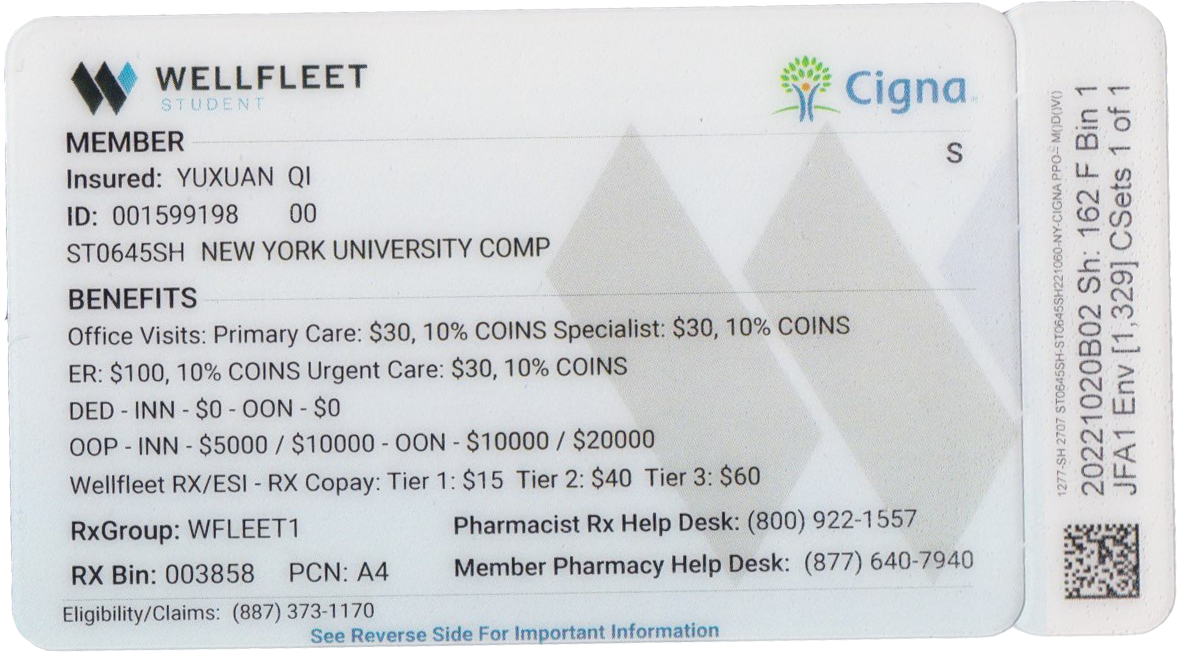 WELLFLEET
STUDENT
Cigna
MEMBER
S
Insured: YUXUAN QI
ID: 001599198 00
ST0645SH NEW YORK UNIVERSITY COMP
BENEFITS
Office Visits: Primary Care: $30, 10% COINS Specialist: $30, 10% COINS
ER: $100, 10% COINS Urgent Care: $30, 10% COINS
DED - INN - $0 - OON - $0
OOP - INN - $5000 / $10000 - OON - $10000 / $20000
Wellfleet RX/ESI - RX Copay: Tier 1: $15 Tier 2: $40 Tier 3: $60
RxGroup: WFLEET1 Pharmacist Rx Help Desk: (800) 922-1557
RX Bin: 003858 PCN: A4 Member Pharmacy Help Desk: (877) 640-7940
Eligibility/Claims: (887) 373-1170
See Reverse Side For Important Information
1277-SH 2707 ST0645SH-ST0645SH221060-NY-CIGNA PPO-
20221020B02 Sh: 162 F Bin 1
JFA1 Env [1,329] CSets 1 of 1